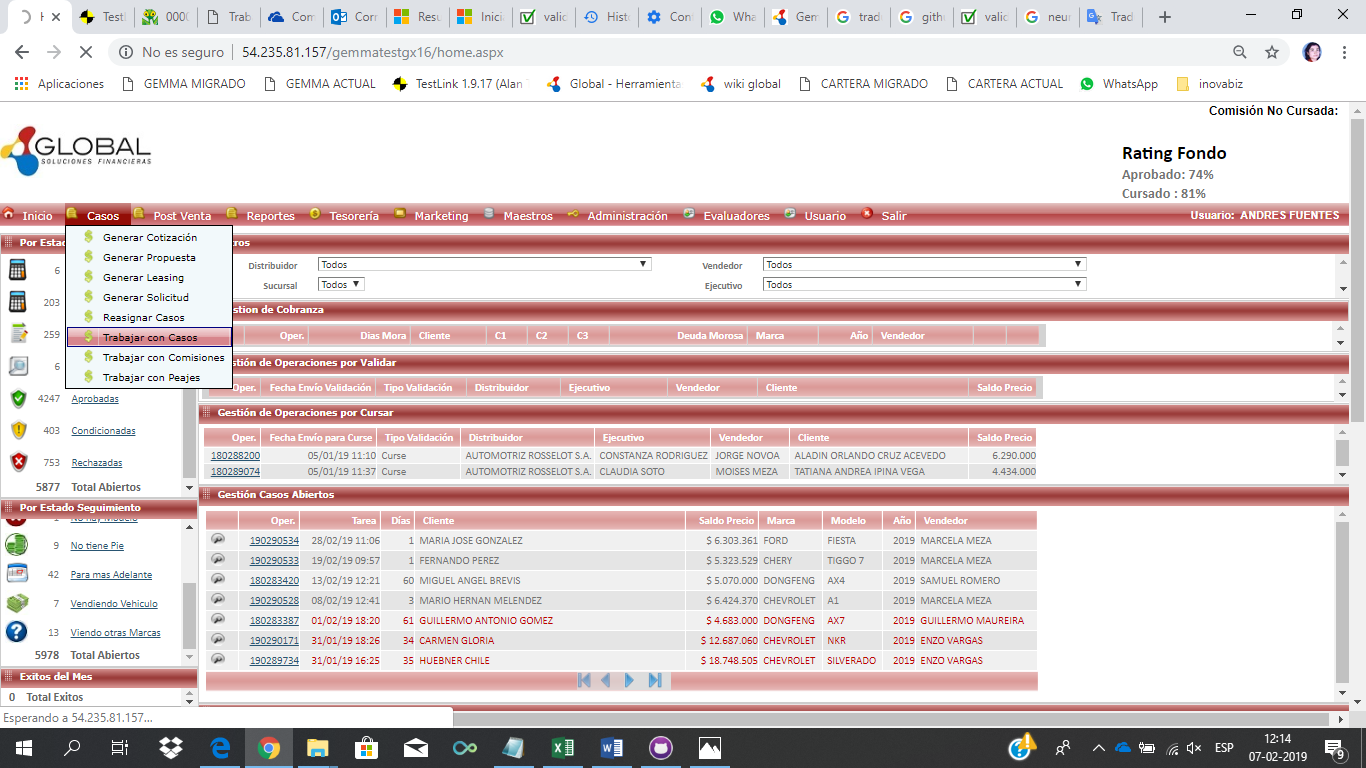 H
Testl
0000
Trab
Con
Corr
Resu
Inicia
valid
Histo
Con
Wha
Gem
trad
gith
valid
neur
Trad
No es seguro | 54.235.81.157/gemmatestgx16/home.aspx
Aplicaciones GEMMA MIGRADO GEMMA ACTUAL TestLink 1.9.17 (Alan Global - Herramienta wiki global CARTERA MIGRADO CARTERA ACTUAL WhatsApp inovabiz
Comisión No Cursada:
GLOBAL
SOLUCIONES FINANCIERAS
Rating Fondo
Aprobado: 74%
Cursado : 81%
Inicio Casos Post Venta Reportes Tesorería Marketing Maestros Administración Evaluadores Usuario Salir Usuario: ANDRES FUENTES
Generar Cotización
Generar Propuesta
Generar Leasing
Generar Solicitud
Reasignar Casos
Trabajar con Casos
Trabajar con Comisiones
Trabajar con Peajes
Por Estad
6
203
259
6
4247 Aprobadas
403 Condicionadas
753 Rechazadas
5877 Total Abiertos
Por Estado Seguimiento
1 No hay Modelo
9 No tiene Pie
42 Para mas Adelante
7 Vendiendo Vehiculo
13 Viendo otras Marcas
5978 Total Abiertos
Exitos del Mes
0 Total Exitos
ros
Distribuidor Todos Vendedor Todos
Sucursal Todos Ejecutivo Todos
Gestion de Cobranza
Oper. Dias Mora Cliente C1 C2 C3 Deuda Morosa Marca Año Vendedor
Gestión de Operaciones por Validar
Oper. Fecha Envío Validación Tipo Validación Distribuidor Ejecutivo Vendedor Cliente Saldo Precio
Gestión de Operaciones por Cursar
Oper. Fecha Envío para Curse Tipo Validación Distribuidor Ejecutivo Vendedor Cliente Saldo Precio
180288200 05/01/19 11:10 Curse AUTOMOTRIZ ROSSELOT S.A. CONSTANZA RODRIGUEZ JORGE NOVOA ALADIN ORLANDO CRUZ ACEVEDO 6.290.000
180289074 05/01/19 11:37 Curse AUTOMOTRIZ ROSSELOT S.A. CLAUDIA SOTO MOISES MEZA TATIANA ANDREA IPINA VEGA 4.434.000
Gestión Casos Abiertos
Oper. Tarea Días Cliente Saldo Precio Marca Modelo Año Vendedor
190290534 28/02/19 11:06 1 MARIA JOSE GONZALEZ $ 6.303.361 FORD FIESTA 2019 MARCELA MEZA
190290533 19/02/19 09:57 1 FERNANDO PEREZ $ 5.323.529 CHERY TIGGO 7 2019 MARCELA MEZA
180283420 13/02/19 12:21 60 MIGUEL ANGEL BREVIS $ 5.070.000 DONGFENG AX4 2019 SAMUEL ROMERO
190290528 08/02/19 12:41 3 MARIO HERNAN MELENDEZ $ 6.424.370 CHEVROLET A1 2019 MARCELA MEZA
180283387 01/02/19 18:20 61 GUILLERMO ANTONIO GOMEZ $ 4.683.000 DONGFENG AX7 2019 GUILLERMO MAUREIRA
190290171 31/01/19 18:26 34 CARMEN GLORIA $ 12.687.060 CHEVROLET NKR 2019 ENZO VARGAS
190289734 31/01/19 16:25 35 HUEBNER CHILE $ 18.748.505 CHEVROLET SILVERADO 2019 ENZO VARGAS
Esperando a 54.235.81.157...
ESP
12:14
07-02-2019
9